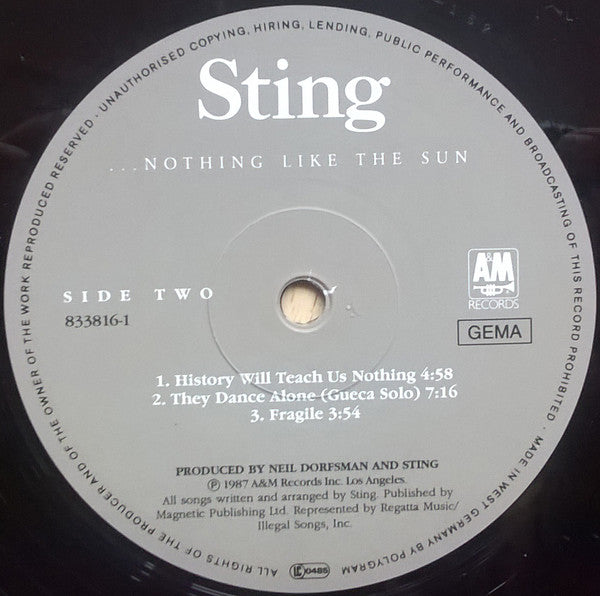 Sting
...NOTHING LIKE THE SUN
SIDE TWO
833816-1
A&M
RECORDS
GEMA
1. History Will Teach Us Nothing 4:58
2. They Dance Alone (Gueca Solo) 7:16
3. Fragile 3:54
PRODUCED BY NEIL DORFSMAN AND STING
Ⓟ 1987 A&M Records Inc. Los Angeles.
All songs written and arranged by Sting. Published by
Magnetic Publishing Ltd. Represented by Regatta Music/
Illegal Songs, Inc.
ALL RIGHTS OF THE PRODUCER AND OF THE OWNER OF THE WORK REPRODUCED RESERVED · UNAUTHORISED COPYING, HIRING, LENDING, PUBLIC PERFORMANCE AND BROADCASTING OF THIS RECORD PROHIBITED · MADE IN WEST GERMANY BY POLYGRAM
LC 0485